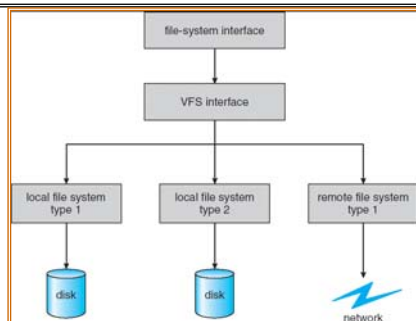 file-system interface
VFS interface
local file system
type 1
local file system
type 2
remote file system
type 1
disk
disk
network